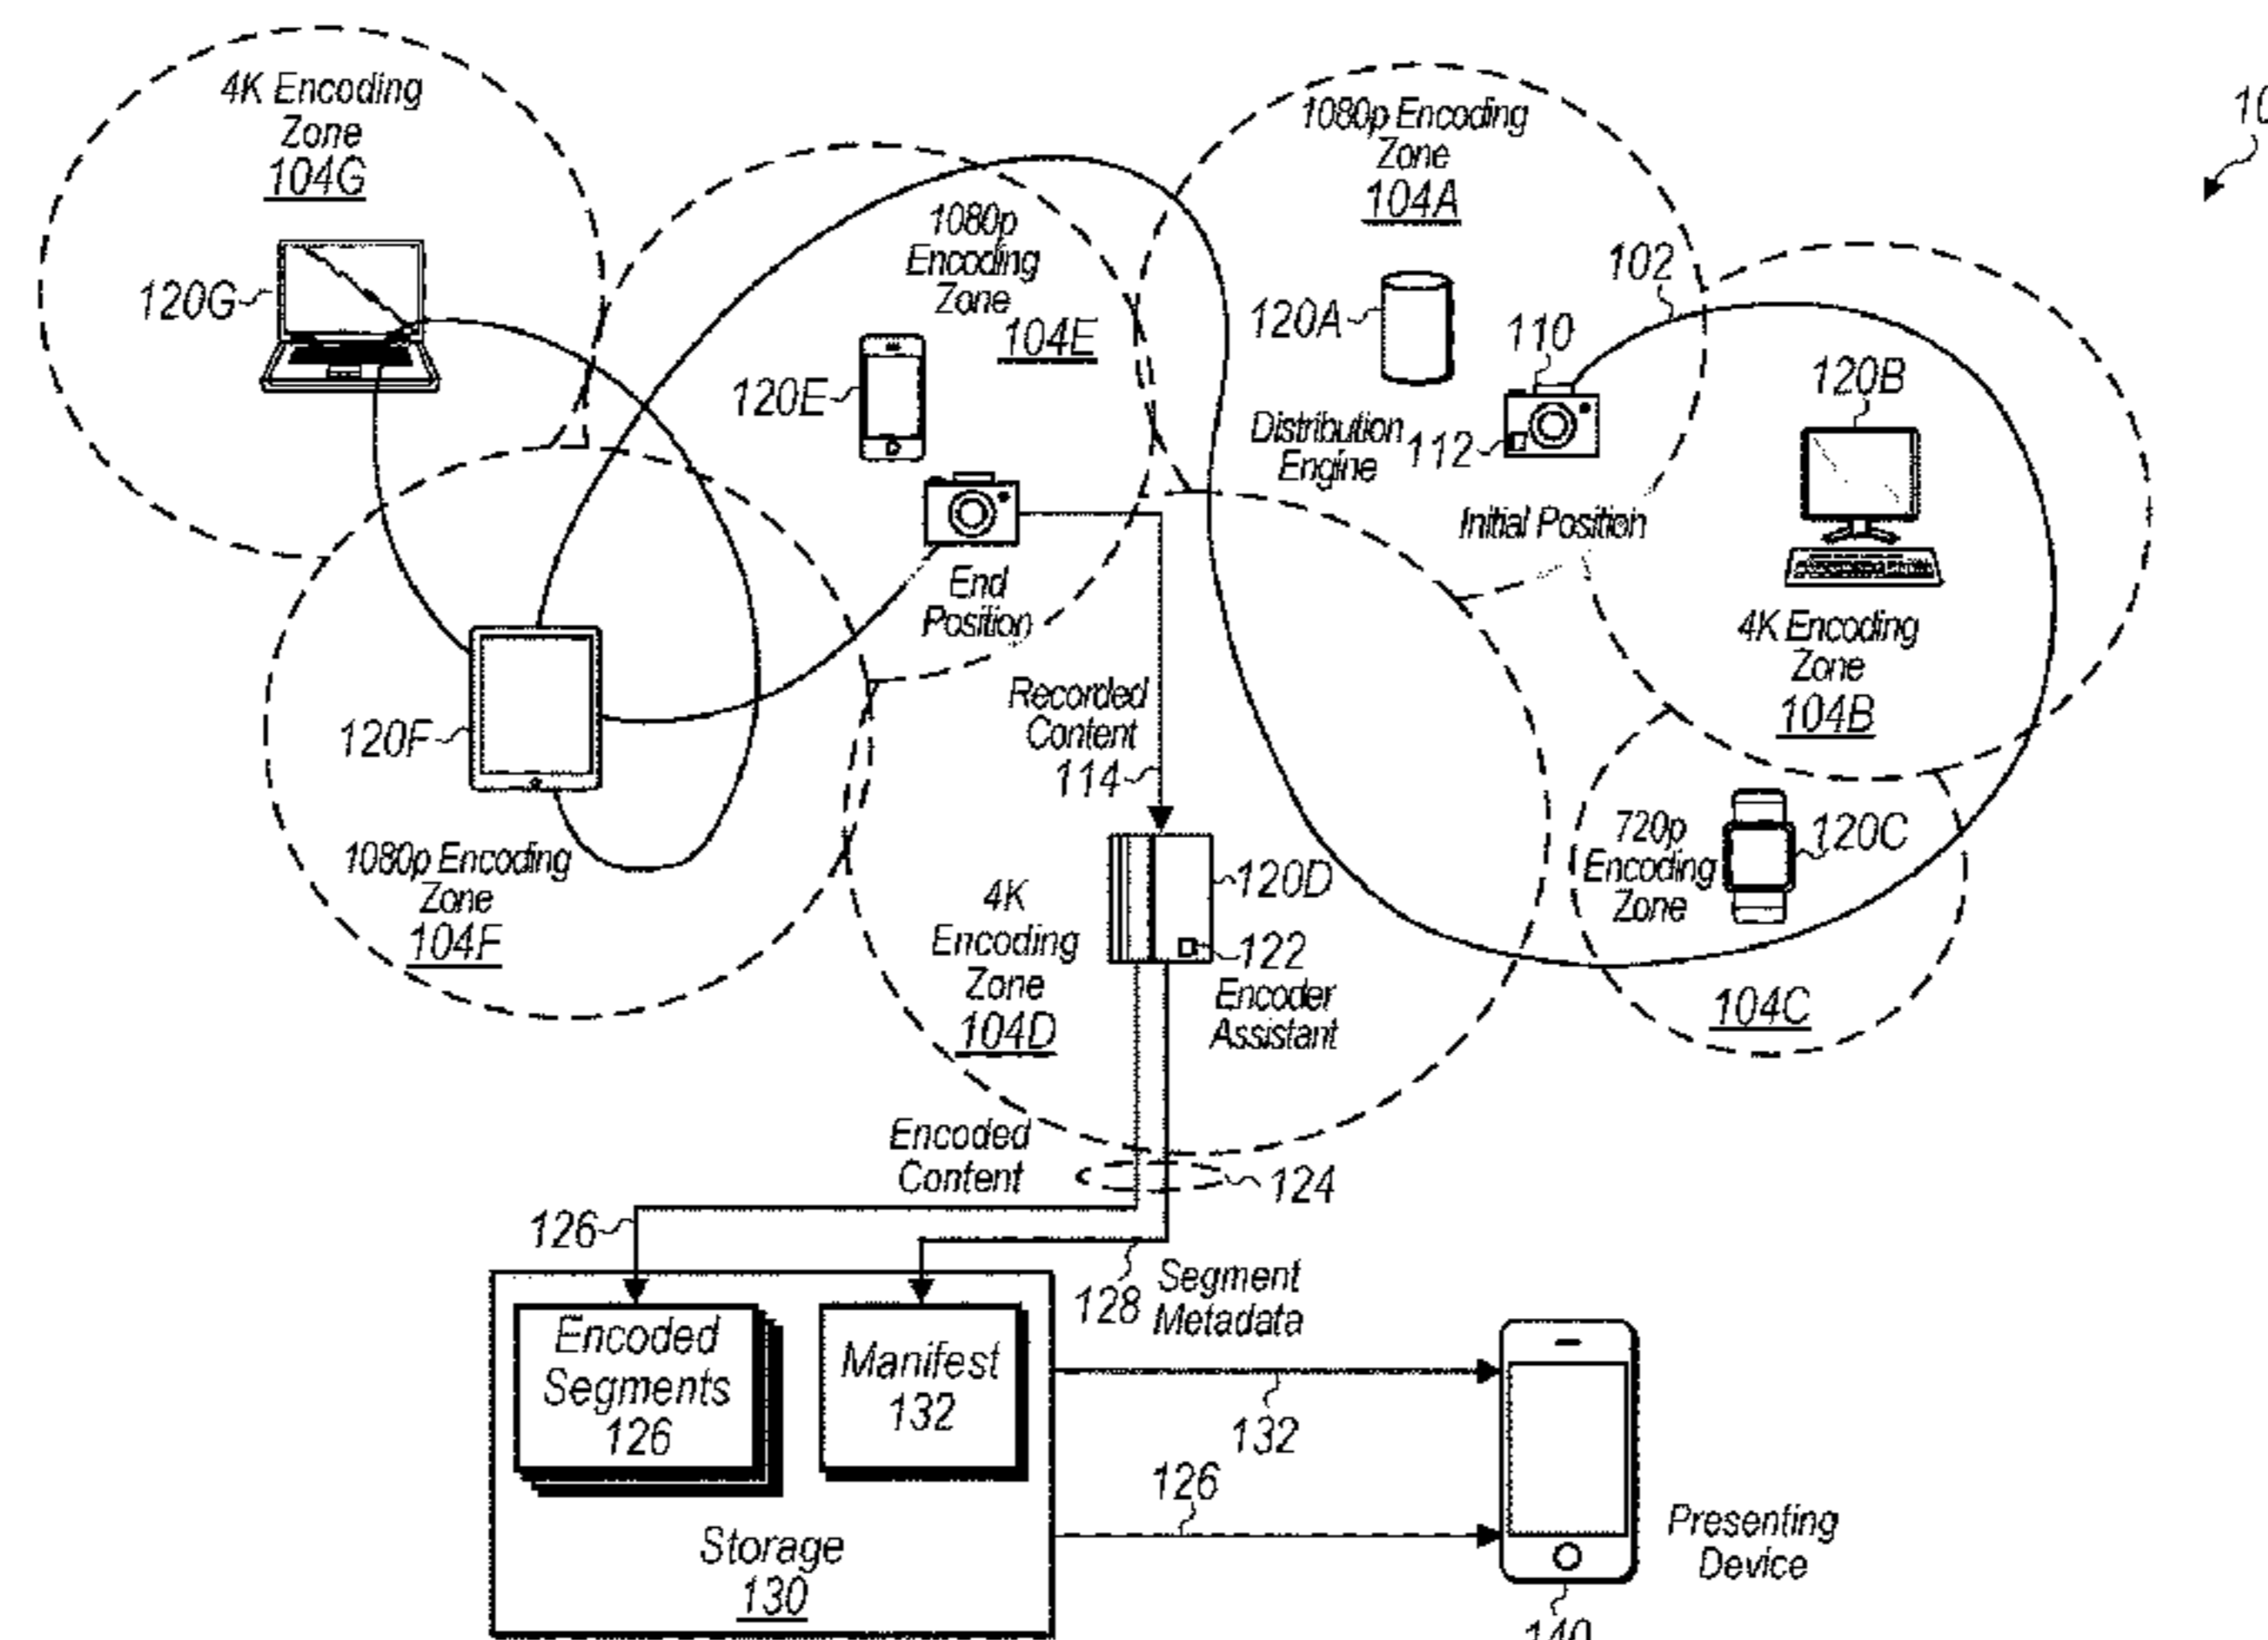 4K Encoding
Zone
104G
120G
1080p
Encoding
Zone
104E
120E
End
Position
1080p Encoding
Zone
104A
120A
110
Distribution
Engine
112
Initial Position
102
120B
4K Encoding
Zone
104B
720p
Encoding
Zone
120C
104C
120F
1080p Encoding
Zone
104F
Recorded
Content
114
4K
Encoding
Zone
104D
120D
122
Encoder
Assistant
Encoded
Content
124
126
128
Segment
Metadata
Encoded
Segments
126
Manifest
132
Storage
130
132
126
Presenting
Device
140